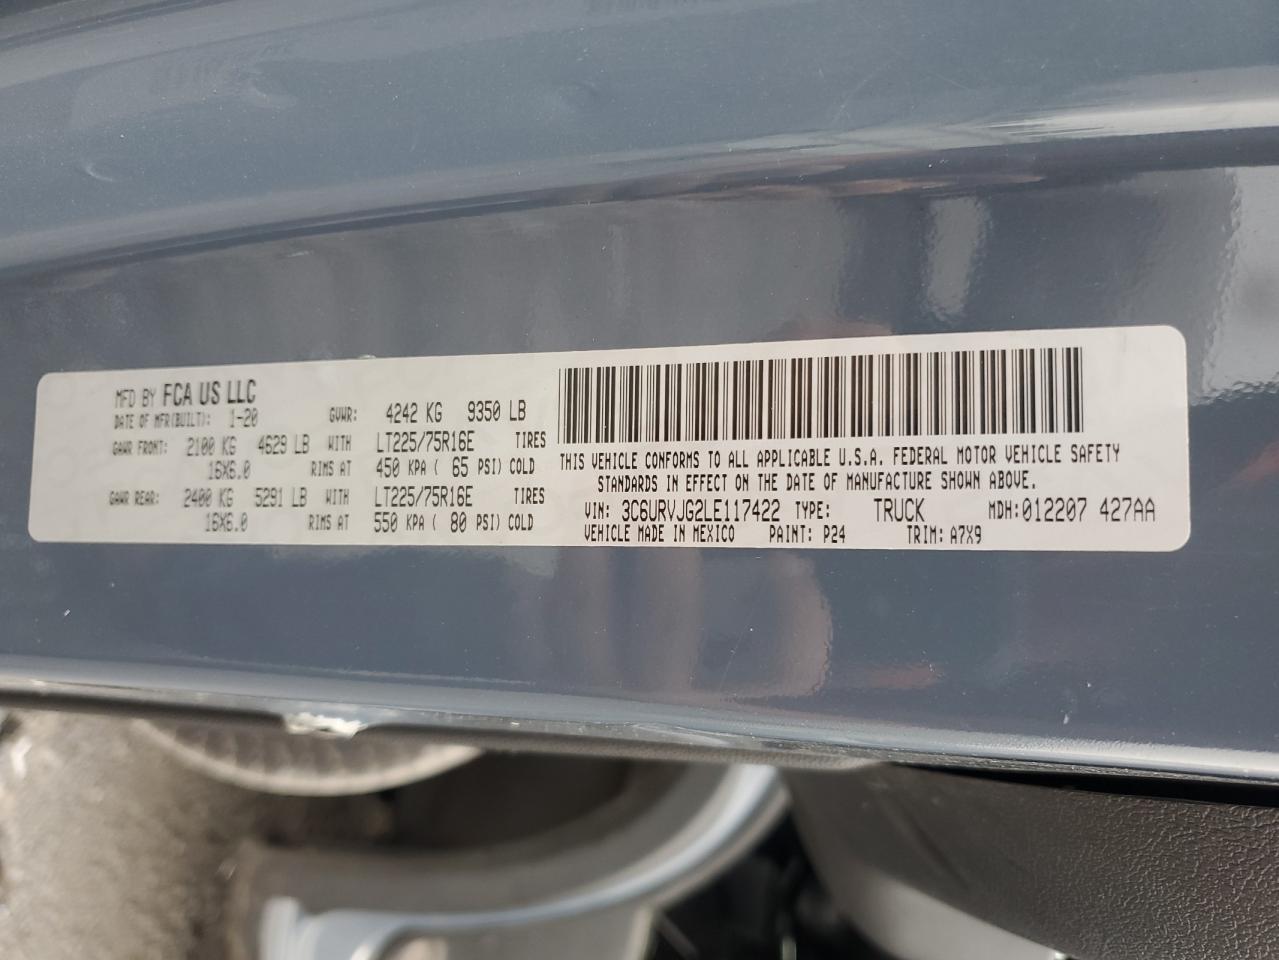 MFD BY FCA US LLC
DATE OF MFR(BUILT): 1-20 GVWR: 4242 KG 9350 LB
GAWR FRONT: 2100 KG 4629 LB WITH LT225/75R16E TIRES
16X6.0 RIMS AT 450 KPA ( 65 PSI) COLD
GAWR REAR: 2400 KG 5291 LB WITH LT225/75R16E TIRES
16X6.0 RIMS AT 550 KPA ( 80 PSI) COLD
THIS VEHICLE CONFORMS TO ALL APPLICABLE U.S.A. FEDERAL MOTOR VEHICLE SAFETY
STANDARDS IN EFFECT ON THE DATE OF MANUFACTURE SHOWN ABOVE.
VIN: 3C6URVJG2LE117422 TYPE: TRUCK MDH: 012207 427AA
VEHICLE MADE IN MEXICO PAINT: P24 TRIM: A7X9